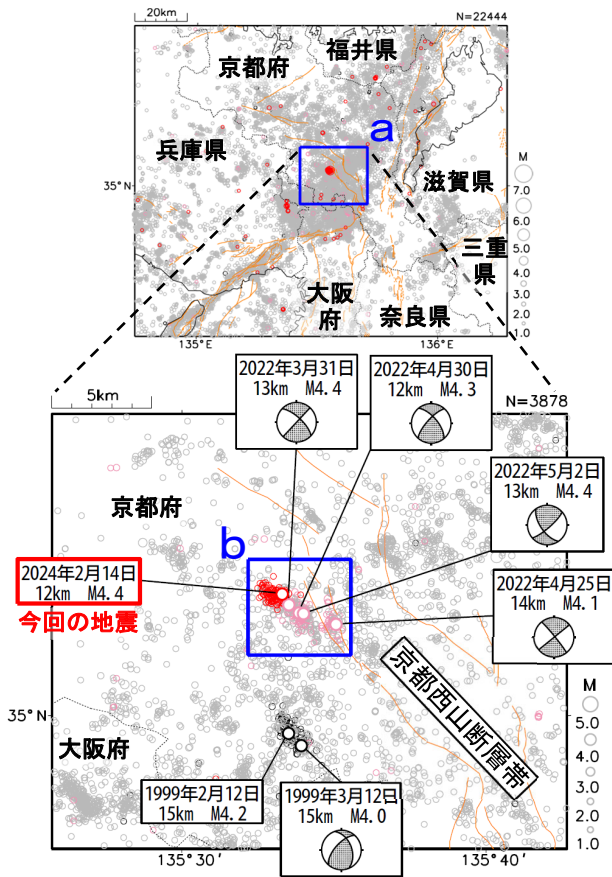 20km
N=22444
福井県
京都府
a
兵庫県
滋賀県
35°N
三重
県
大阪
府
奈良県
135°E
136°E
M
7.0
6.0
5.0
4.0
3.0
2.0
1.0
5km
N=3878
2022年3月31日
13km M4.4
2022年4月30日
12km M4.3
2022年5月2日
13km M4.4
京都府
b
2024年2月14日
12km M4.4
今回の地震
2022年4月25日
14km M4.1
京都西山断層帯
35°N
大阪府
1999年2月12日
15km M4.2
1999年3月12日
15km M4.0
M
5.0
4.0
3.0
2.0
1.0
135°30′
135°40′